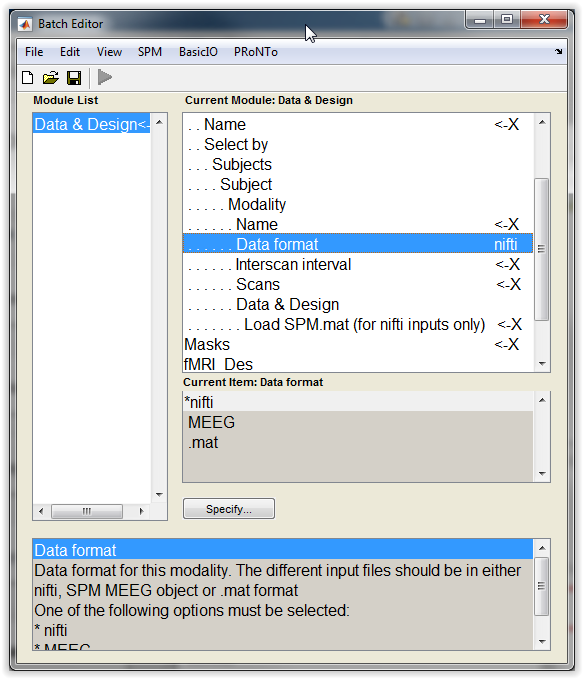 Batch Editor
File Edit View SPM BasicIO PRoNTo
Module List
Data & Design<-
Current Module: Data & Design
. . Name <-X
. . Select by
. . . Subjects
. . . . Subject
. . . . . Modality
. . . . . . Name <-X
. . . . . . Data format nifti
. . . . . . Interscan interval <-X
. . . . . . Scans <-X
. . . . . . Data & Design
. . . . . . . Load SPM.mat (for nifti inputs only) <-X
Masks <-X
fMRI_Des
Current Item: Data format
*nifti
MEEG
.mat
Specify...
Data format
Data format for this modality. The different input files should be in either
nifti, SPM MEEG object or .mat format
One of the following options must be selected:
* nifti
* MEEG